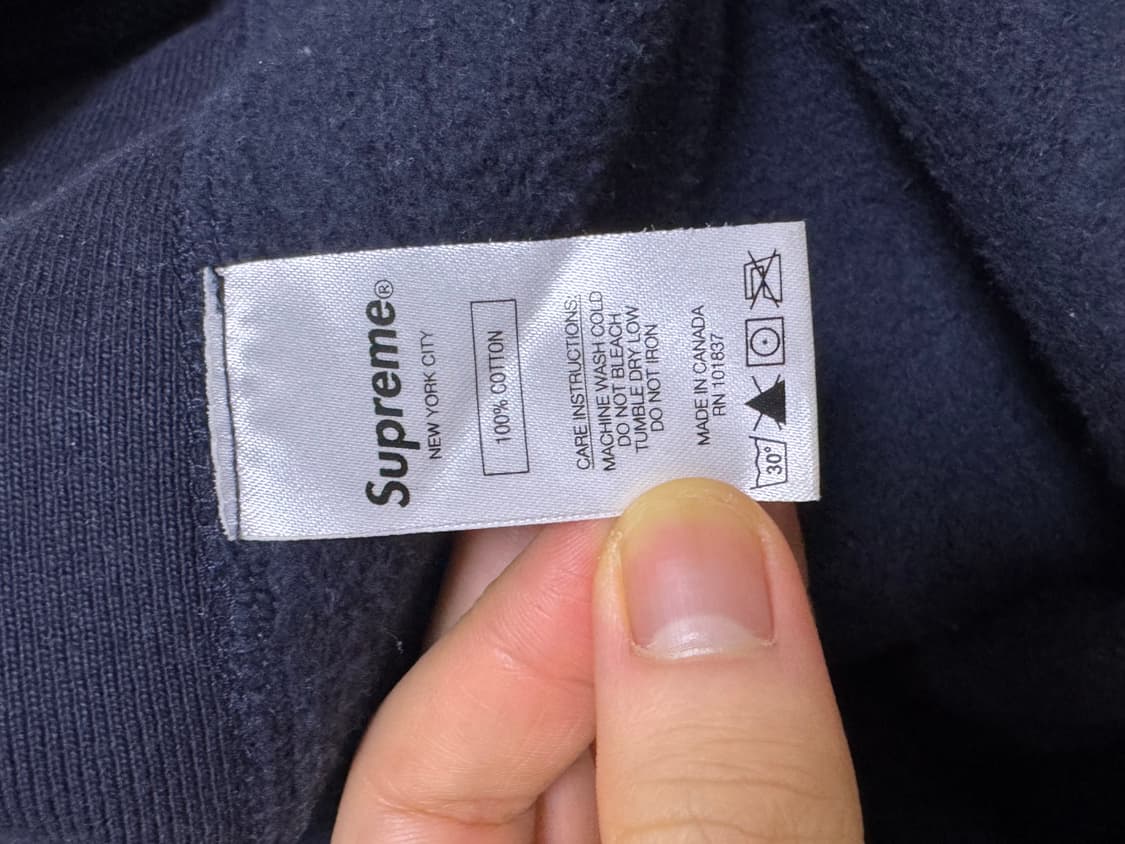 Supreme®
NEW YORK CITY
100% COTTON
CARE INSTRUCTIONS:
MACHINE WASH COLD
DO NOT BLEACH
TUMBLE DRY LOW
DO NOT IRON
MADE IN CANADA
RN 101837
30°